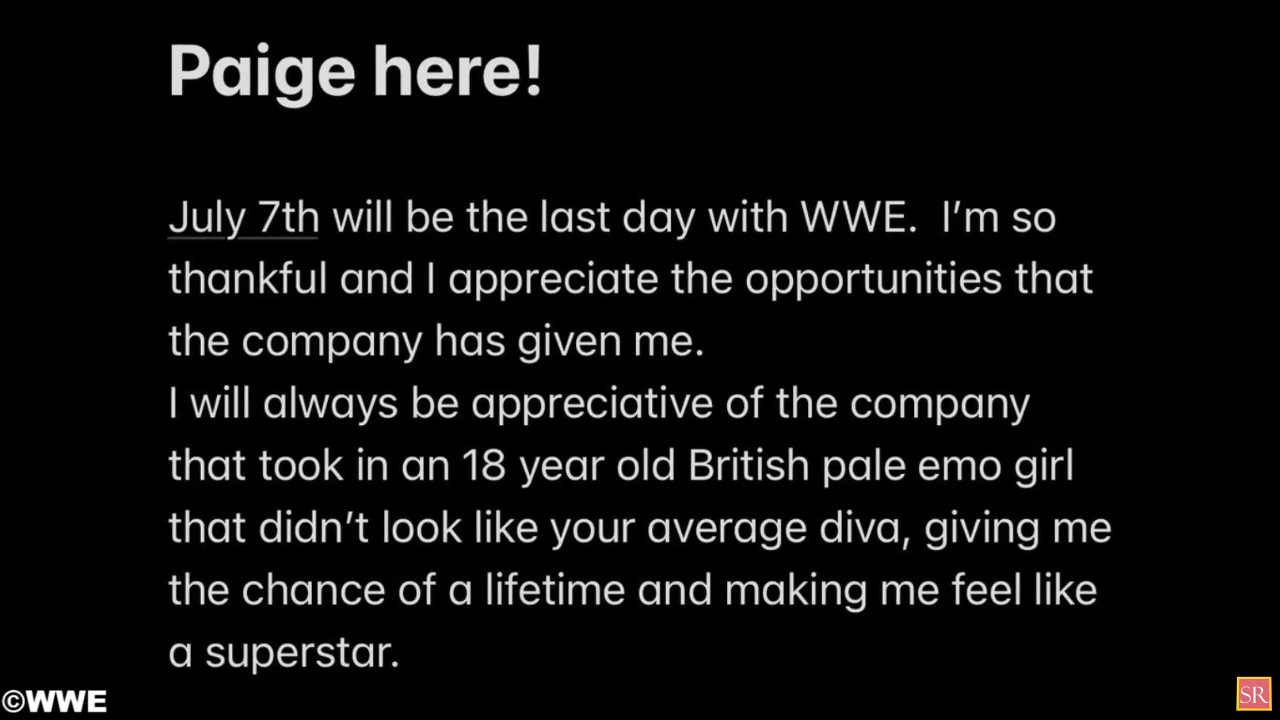 Paige here!
July 7th will be the last day with WWE.  I’m so
thankful and I appreciate the opportunities that
the company has given me.
I will always be appreciative of the company
that took in an 18 year old British pale emo girl
that didn’t look like your average diva, giving me
the chance of a lifetime and making me feel like
a superstar.
©WWE
SR